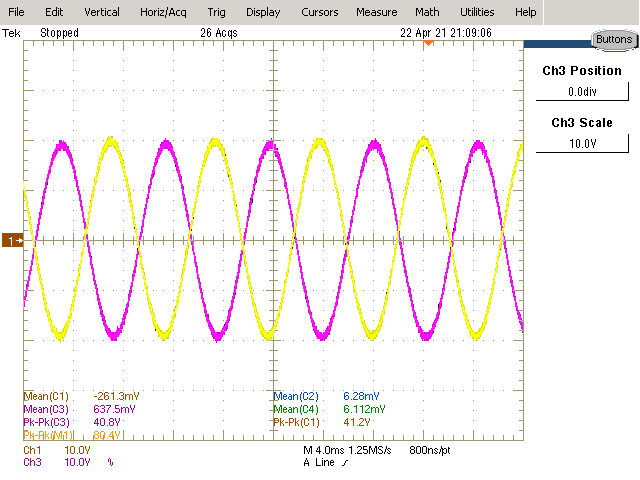 File Edit Vertical Horiz/Acq Trig Display Cursors Measure Math Utilities Help
Tek Stopped 26 Acqs 22 Apr 21 21:09:06
Buttons
Ch3 Position
0.0div
Ch3 Scale
10.0V
1
Mean(C1) -261.3mV Mean(C2) 6.28mV
Mean(C3) 637.5mV Mean(C4) 6.112mV
Pk-Pk(C3) 40.8V Pk-Pk(C1) 41.2V
Pk-Pk(M1) 80.4V
Ch1 10.0V M 4.0ms 1.25MS/s 800ns/pt
Ch3 10.0V % A Line